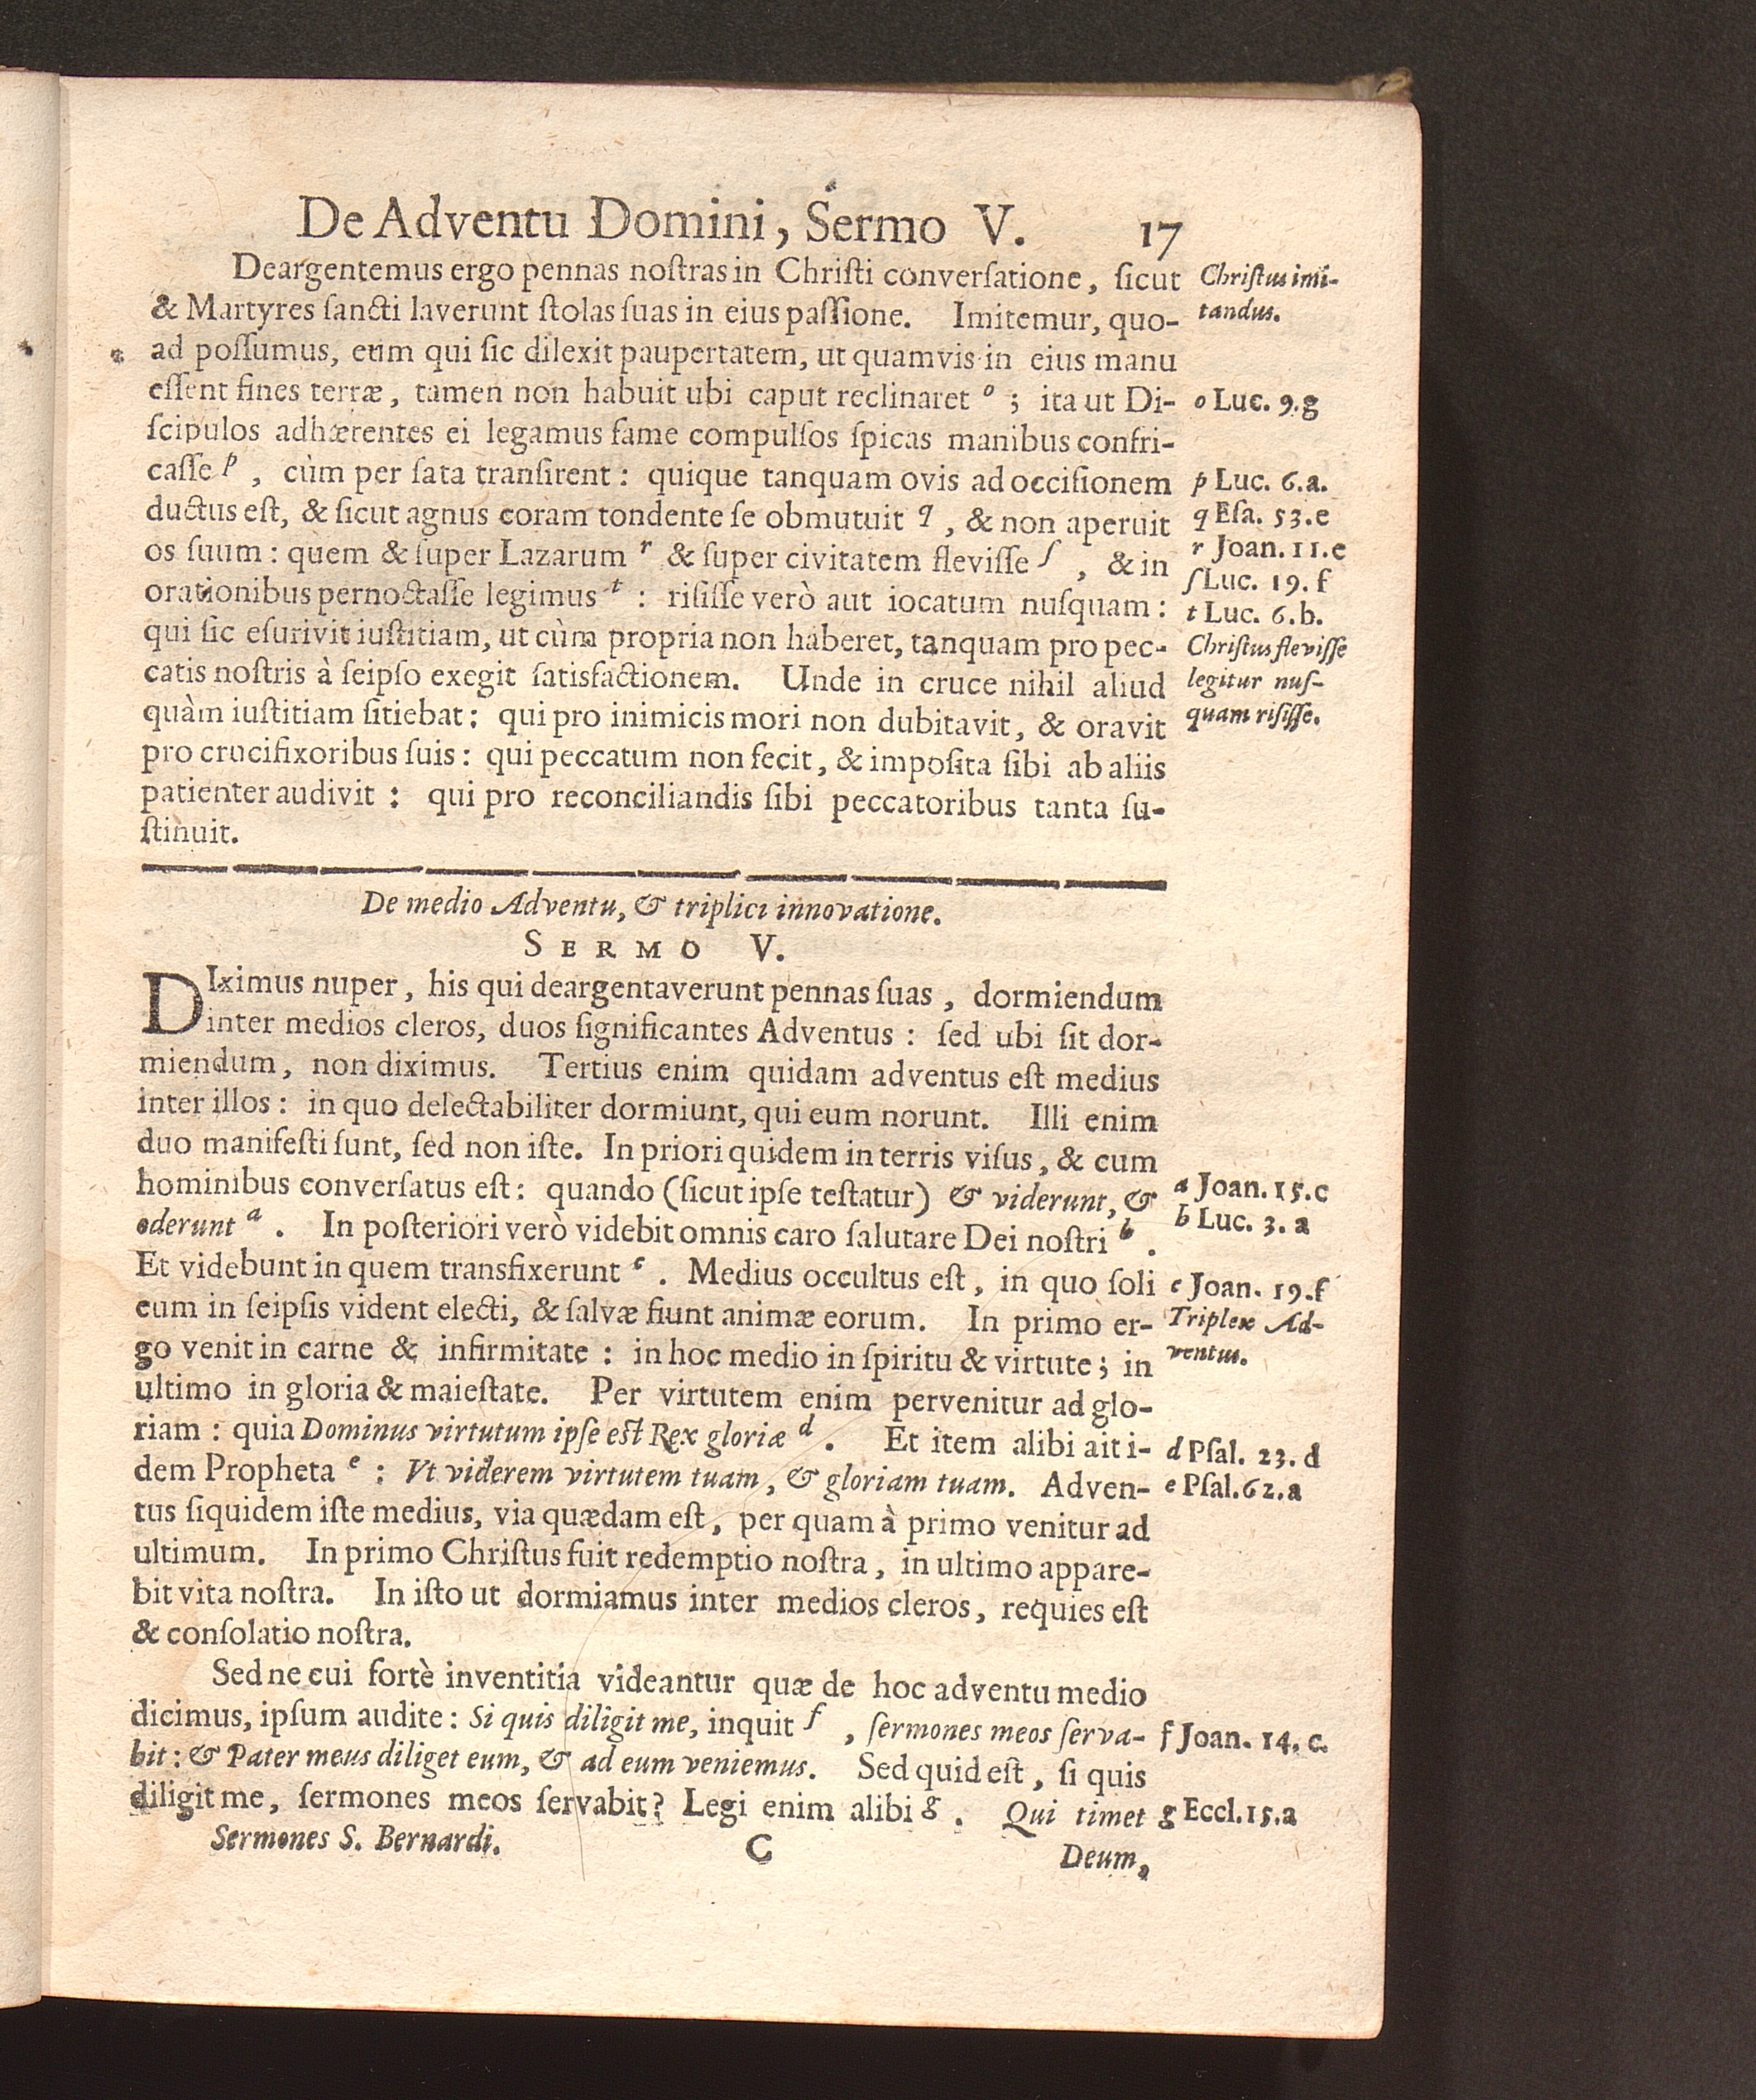 De Adventu Domini, Sermo V. 17
Deargentemus ergo pennas noſtras in Chriſti converſatione, ſicut
& Martyres ſancti laverunt ſtolas ſuas in eius paſſione. Imitemur, quo-
ad poſſumus, eum qui ſic dilexit paupertatem, ut quamvis in eius manu
eſſent fines terræ, tamen non habuit ubi caput reclinaret o ; ita ut Di-
ſcipulos adhærentes ei legamus fame compulſos ſpicas manibus confri-
caſſe p , cùm per ſata tranſirent : quique tanquam ovis ad occiſionem
ductus eſt, & ſicut agnus coram tondente ſe obmutuit q , & non aperuit
os ſuum : quem & ſuper Lazarum r & ſuper civitatem fleviſſe ſ , & in
orationibus pernoctaſſe legimus t : riſiſſe verò aut iocatum nuſquam :
qui ſic eſurivit iuſtitiam, ut cùm propria non haberet, tanquam pro pec-
catis noſtris à ſeipſo exegit ſatisfactionem. Unde in cruce nihil aliud
quàm iuſtitiam ſitiebat : qui pro inimicis mori non dubitavit, & oravit
pro crucifixoribus ſuis : qui peccatum non fecit, & impoſita ſibi ab aliis
patienter audivit : qui pro reconciliandis ſibi peccatoribus tanta ſu-
ſtinuit.
Chriſtus imi-
tandus.
o Luc. 9.g
p Luc. 6.a.
q Eſa. 53.e
r Joan. 11.e
ſ Luc. 19.f
t Luc. 6.b.
Chriſtus fleviſſe
legitur nuſ-
quam riſiſſe.
De medio Adventu, & triplici innovatione.
SERMO V.
DIximus nuper, his qui deargentaverunt pennas ſuas, dormiendum
inter medios cleros, duos ſignificantes Adventus : ſed ubi ſit dor-
miendum, non diximus. Tertius enim quidam adventus eſt medius
inter illos : in quo delectabiliter dormiunt, qui eum norunt. Illi enim
duo manifeſti ſunt, ſed non iſte. In priori quidem in terris viſus, & cum
hominibus converſatus eſt : quando (ſicut ipſe teſtatur) & viderunt, &
oderunt a . In poſteriori verò videbit omnis caro ſalutare Dei noſtri b .
Et videbunt in quem transfixerunt c . Medius occultus eſt, in quo ſoli
eum in ſeipſis vident electi, & ſalvæ fiunt animæ eorum. In primo er-
go venit in carne & infirmitate : in hoc medio in ſpiritu & virtute ; in
ultimo in gloria & maieſtate. Per virtutem enim pervenitur ad glo-
riam : quia Dominus virtutum ipſe eſt Rex gloriæ d . Et item alibi ait i-
dem Propheta e : Vt viderem virtutem tuam, & gloriam tuam. Adven-
tus ſiquidem iſte medius, via quædam eſt, per quam à primo venitur ad
ultimum. In primo Chriſtus fuit redemptio noſtra, in ultimo appare-
bit vita noſtra. In iſto ut dormiamus inter medios cleros, requies eſt
& conſolatio noſtra.
Sed ne cui fortè inventitia videantur quæ de hoc adventu medio
dicimus, ipſum audite : Si quis diligit me, inquit f , ſermones meos ſerva-
bit : & Pater meus diliget eum, & ad eum veniemus. Sed quid eſt, ſi quis
diligit me, ſermones meos ſervabit? Legi enim alibi g . Qui timet
a Joan. 15.c
b Luc. 3. a
c Joan. 19.f
Triplex Ad-
ventus.
d Pſal. 23. d
e Pſal. 62.a
f Joan. 14. c.
g Eccl. 15.a
Sermones S. Bernardi. C Deum,